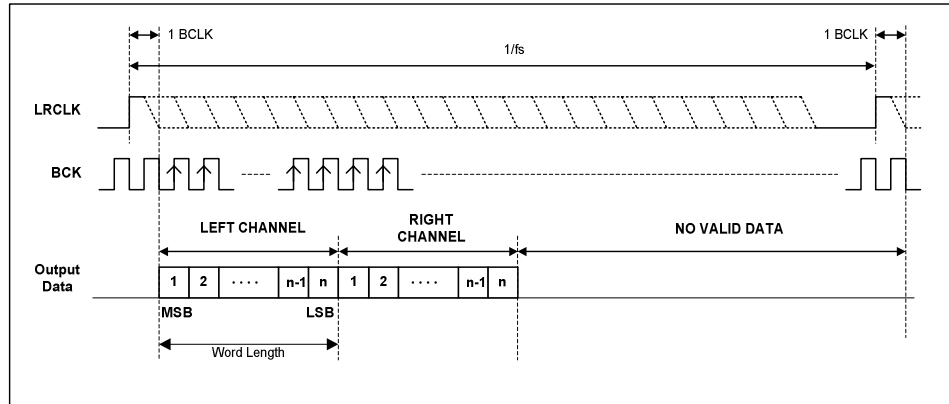 1 BCLK
1 BCLK
1/fs
LRCLK
BCK
LEFT CHANNEL
RIGHT
CHANNEL
NO VALID DATA
Output
Data
1 2 .... n-1 n 1 2 .... n-1 n
MSB
LSB
Word Length